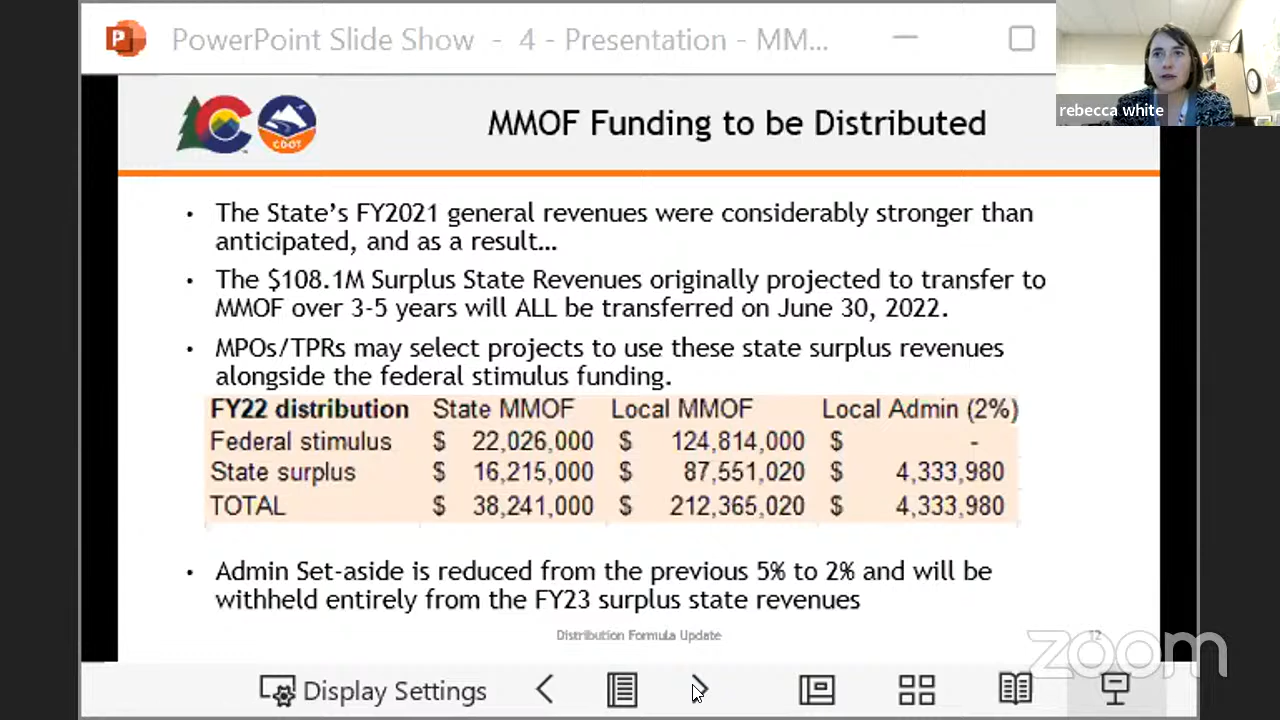 PowerPoint Slide Show - 4 - Presentation - MM...
rebecca white
CDOT
MMOF Funding to be Distributed
• The State's FY2021 general revenues were considerably stronger than
anticipated, and as a result...
• The $108.1M Surplus State Revenues originally projected to transfer to
MMOF over 3-5 years will ALL be transferred on June 30, 2022.
• MPOs/TPRs may select projects to use these state surplus revenues
alongside the federal stimulus funding.
FY22 distribution State MMOF Local MMOF Local Admin (2%)
Federal stimulus $ 22,026,000 $ 124,814,000 $ -
State surplus $ 16,215,000 $ 87,551,020 $ 4,333,980
TOTAL $ 38,241,000 $ 212,365,020 $ 4,333,980
• Admin Set-aside is reduced from the previous 5% to 2% and will be
withheld entirely from the FY23 surplus state revenues
Distribution Formula Update 12
zoom
Display Settings